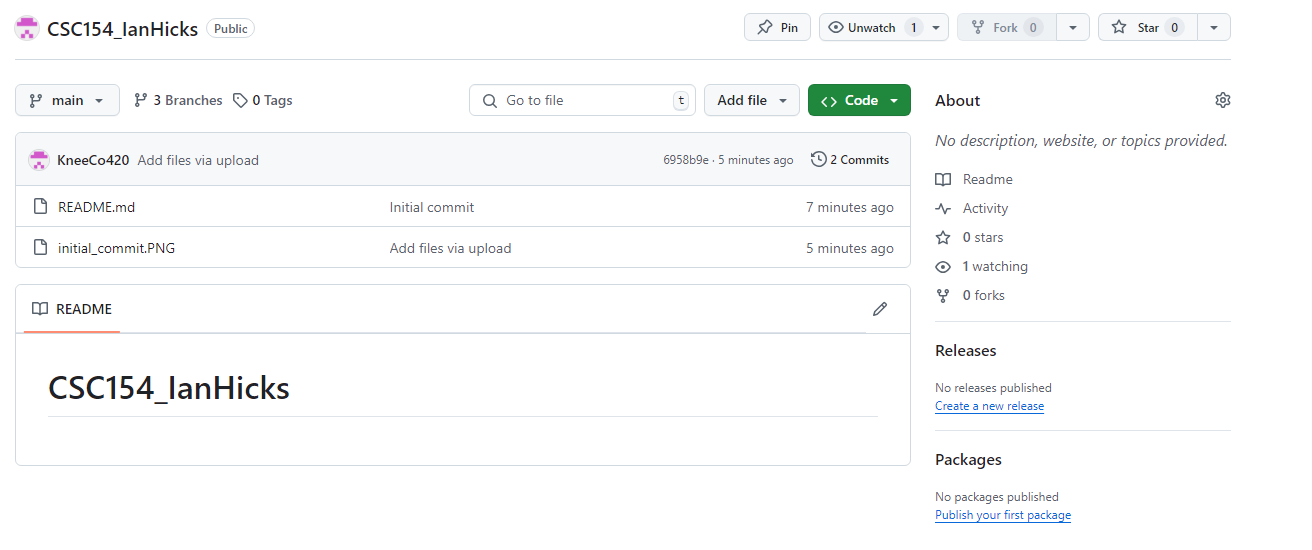 CSC154_IanHicks Public Pin Unwatch 1 Fork 0 Star 0
main 3 Branches 0 Tags Go to file t Add file Code
KneeCo420 Add files via upload 6958b9e · 5 minutes ago 2 Commits
README.md Initial commit 7 minutes ago
initial_commit.PNG Add files via upload 5 minutes ago
README
CSC154_IanHicks
About
No description, website, or topics provided.
Readme
Activity
0 stars
1 watching
0 forks
Releases
No releases published
Create a new release
Packages
No packages published
Publish your first package